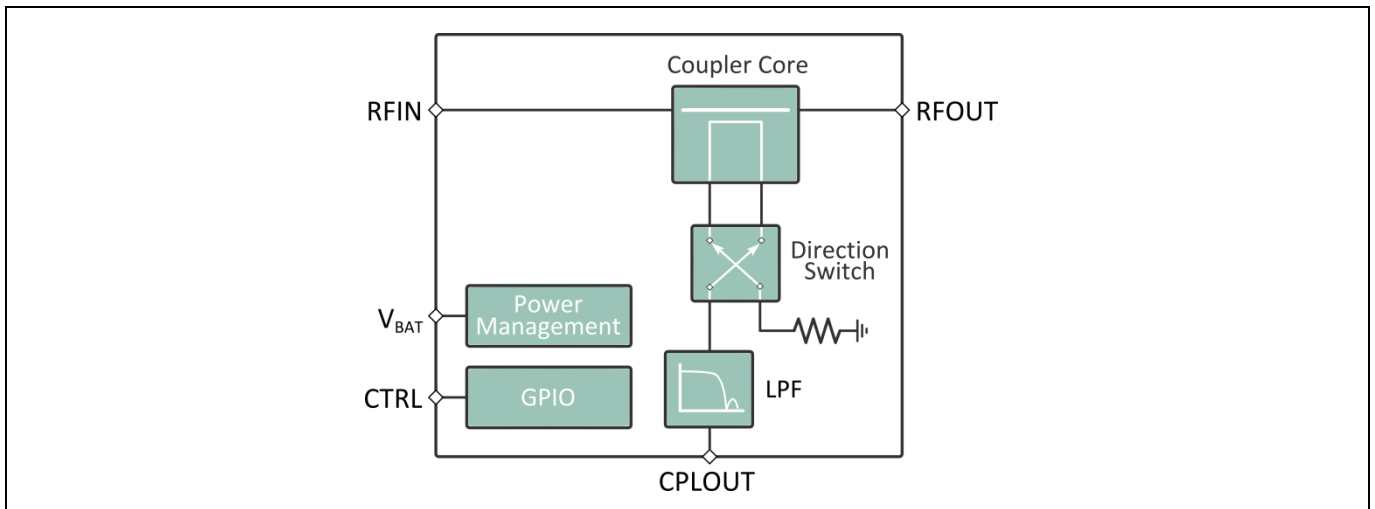 Coupler Core
RFIN
RFOUT
Direction
Switch
Power
Management
VBAT
LPF
CTRL
GPIO
CPLOUT